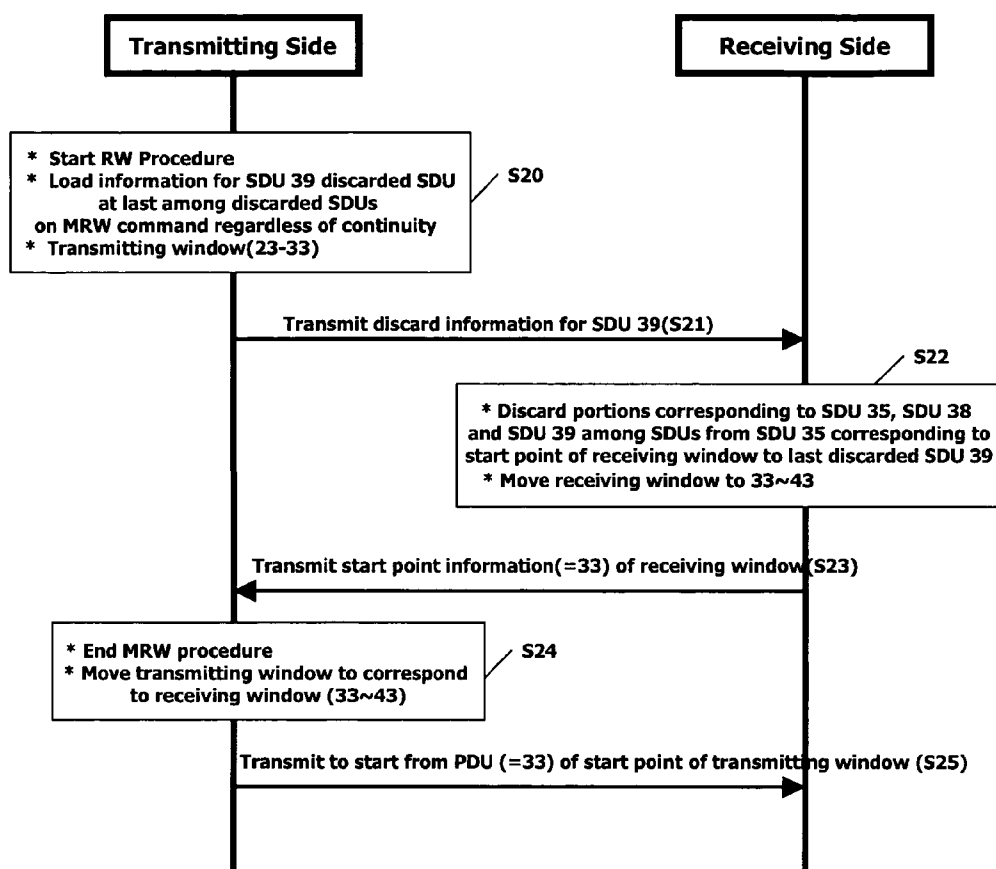 Transmitting Side
Receiving Side
* Start RW Procedure
* Load information for SDU 39 discarded SDU
at last among discarded SDUs
on MRW command regardless of continuity
* Transmitting window(23-33)
S20
Transmit discard information for SDU 39(S21)
S22
* Discard portions corresponding to SDU 35, SDU 38
and SDU 39 among SDUs from SDU 35 corresponding to
start point of receiving window to last discarded SDU 39
* Move receiving window to 33~43
Transmit start point information(=33) of receiving window(S23)
* End MRW procedure
* Move transmitting window to correspond
to receiving window (33~43)
S24
Transmit to start from PDU (=33) of start point of transmitting window (S25)